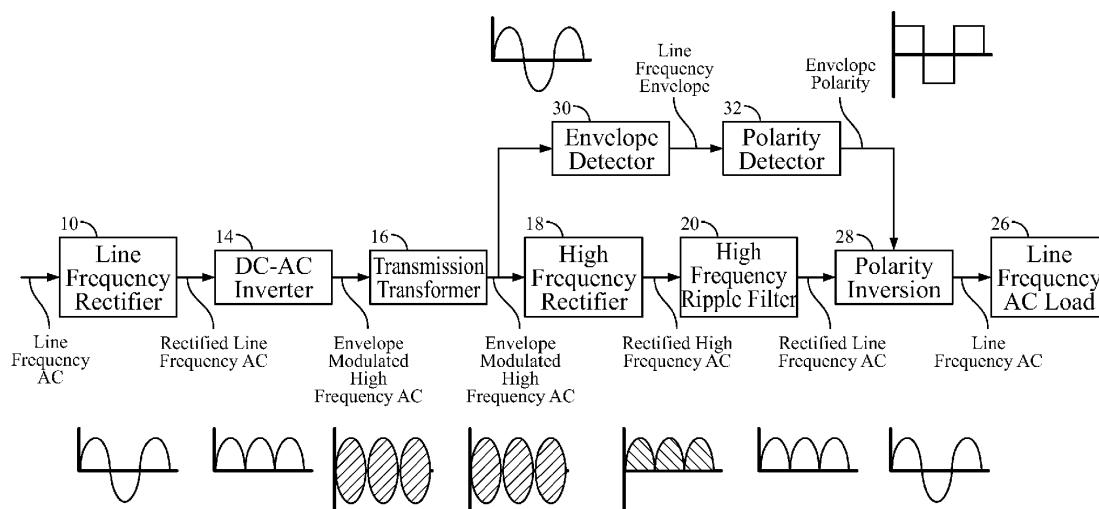 Line
Frequency
Envelope
Envelope
Polarity
30
32
Envelope
Detector
Polarity
Detector
10
14
16
18
20
28
26
Line
Frequency
Rectifier
DC-AC
Inverter
Transmission
Transformer
High
Frequency
Rectifier
High
Frequency
Ripple Filter
Polarity
Inversion
Line
Frequency
AC Load
Line
Frequency
AC
Rectified Line
Frequency AC
Envelope
Modulated
High
Frequency AC
Envelope
Modulated
High
Frequency AC
Rectified High
Frequency AC
Rectified Line
Frequency AC
Line
Frequency AC